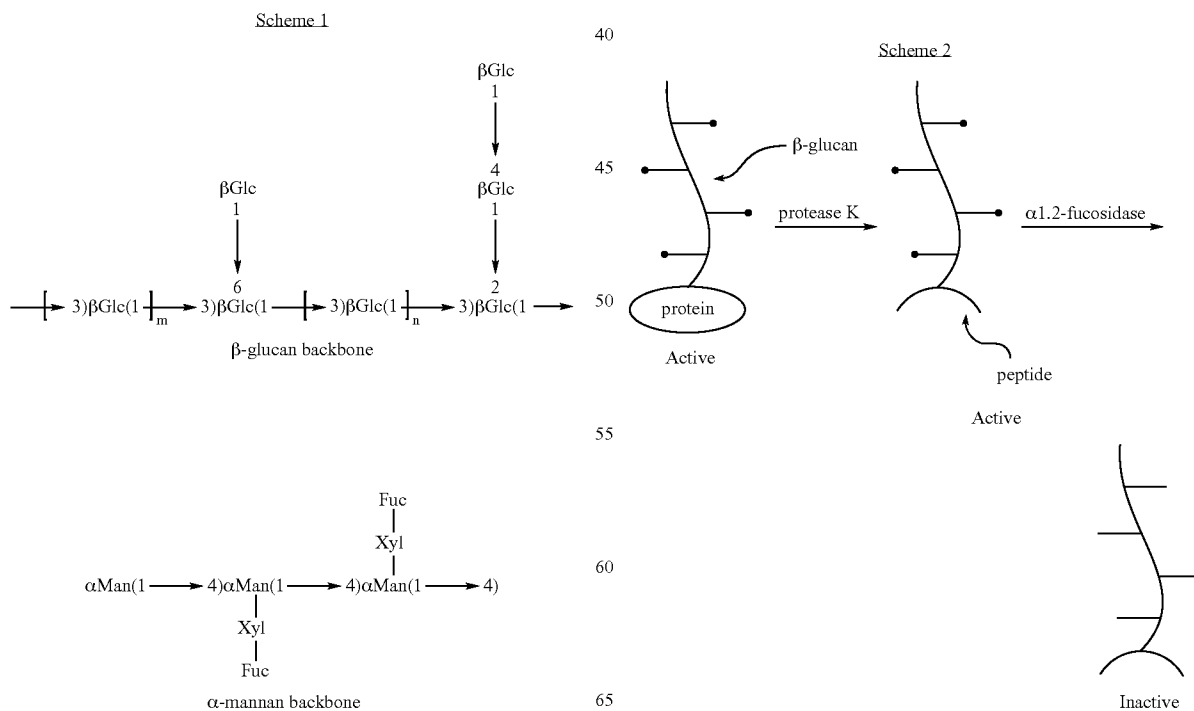 Scheme 1
βGlc
1
4
βGlc
βGlc
1
1
6
2
[3)βGlc(1]m 3)βGlc(1 [3)βGlc(1]n 3)βGlc(1
β-glucan backbone
Fuc
Xyl
αMan(1 4)αMan(1 4)αMan(1 4)
Xyl
Fuc
α-mannan backbone
40
45
50
55
60
65
Scheme 2
β-glucan
protease K
α1.2-fucosidase
protein
Active
peptide
Active
Inactive